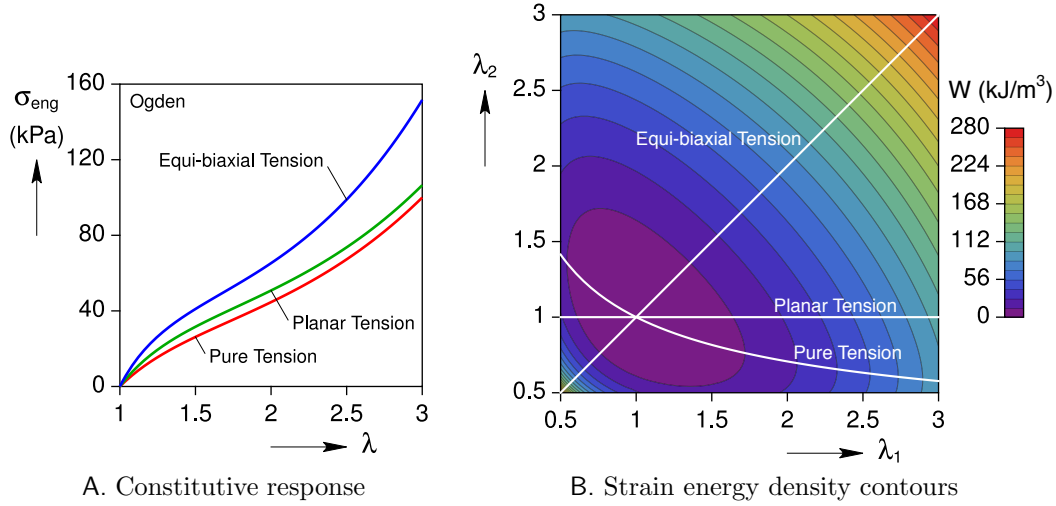 Ogden
σeng
(kPa)
160
120
80
40
0
Equi-biaxial Tension
Planar Tension
Pure Tension
1
1.5
2
2.5
3
λ
A. Constitutive response
λ2
3
2.5
2
1.5
1
0.5
Equi-biaxial Tension
Planar Tension
Pure Tension
0.5
1
1.5
2
2.5
3
λ1
W (kJ/m³)
280
224
168
112
56
0
B. Strain energy density contours